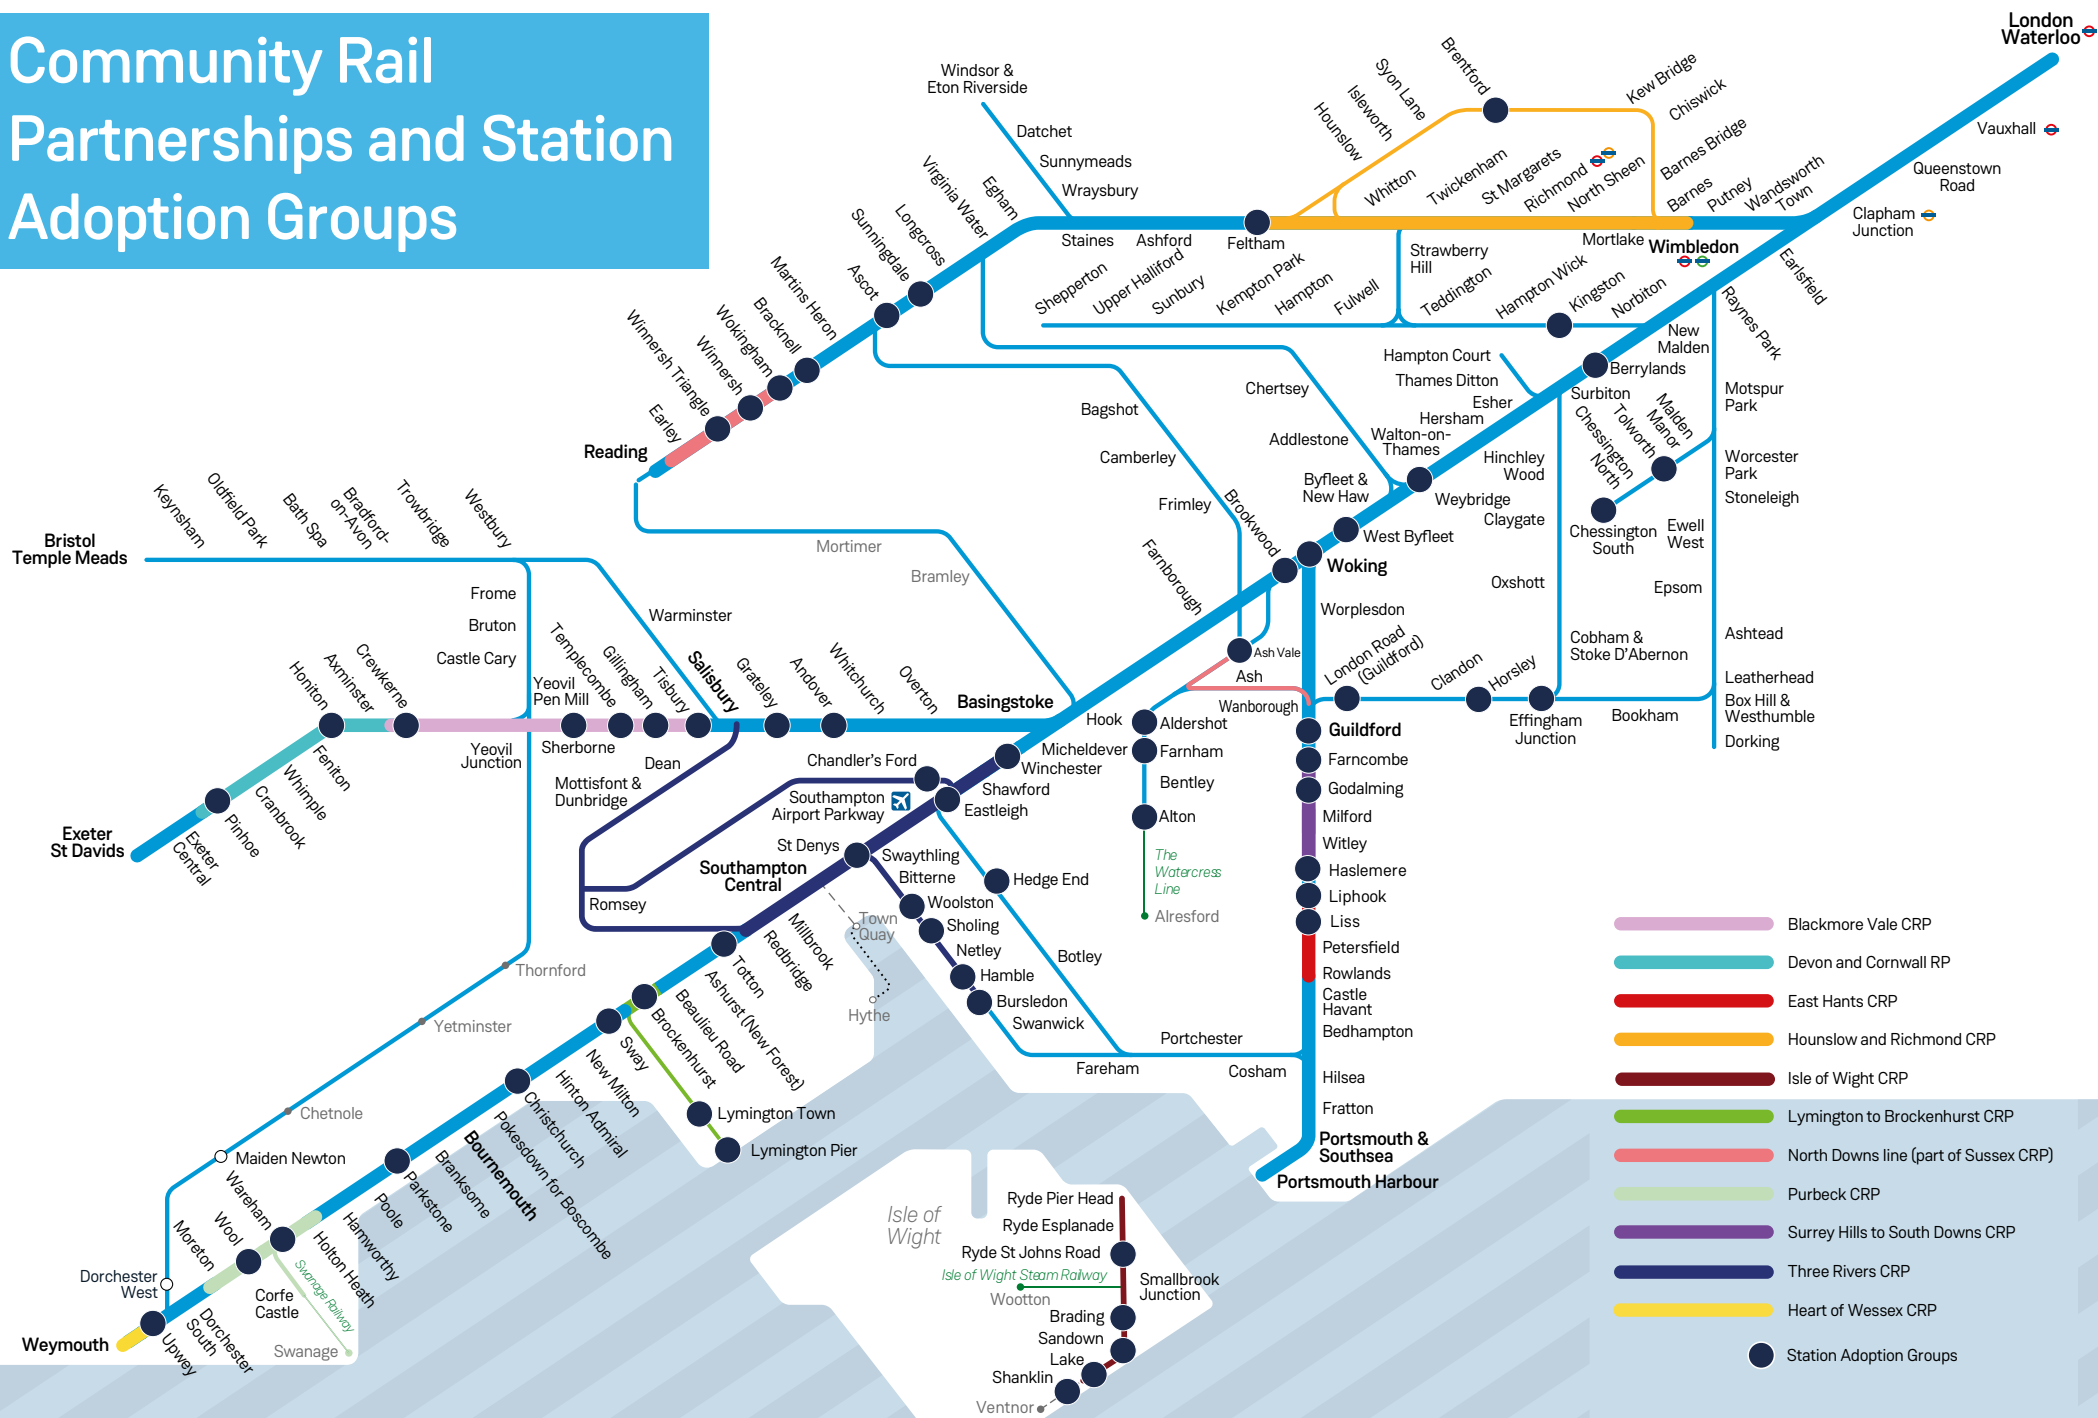 Community Rail
Partnerships and Station
Adoption Groups
London
Waterloo
Vauxhall
Queenstown
Road
Clapham
Junction
Windsor &
Eton Riverside
Datchet
Sunnymeads
Wraysbury
Brentford
Syon Lane
Isleworth
Hounslow
Kew Bridge
Chiswick
Barnes Bridge
Whitton
Twickenham
St Margarets
Richmond
North Sheen
Barnes
Putney
Wandsworth
Town
Virginia Water
Egham
Staines
Ashford
Feltham
Mortlake
Wimbledon
Earlsfield
Raynes Park
Longcross
Sunningdale
Ascot
Martins Heron
Bracknell
Wokingham
Winnersh
Winnersh Triangle
Earley
Reading
Shepperton
Upper Halliford
Sunbury
Kempton Park
Hampton
Fulwell
Strawberry
Hill
Teddington
Hampton Wick
Kingston
Norbiton
New
Malden
Berrylands
Surbiton
Hampton Court
Thames Ditton
Esher
Hersham
Walton-on-
Thames
Motspur
Park
Malden
Manor
Tolworth
Chessington
North
Chessington
South
Worcester
Park
Stoneleigh
Ewell
West
Epsom
Ashtead
Leatherhead
Box Hill &
Westhumble
Dorking
Hinchley
Wood
Claygate
Oxshott
Cobham &
Stoke D'Abernon
Bagshot
Camberley
Frimley
Chertsey
Addlestone
Byfleet &
New Haw
Weybridge
West Byfleet
Woking
Brookwood
Farnborough
Worplesdon
Ash Vale
Ash
Wanborough
London Road
(Guildford)
Clandon
Horsley
Effingham
Junction
Bookham
Mortimer
Bramley
Bristol
Temple Meads
Keynsham
Oldfield Park
Bath Spa
Bradford-
on-Avon
Trowbridge
Westbury
Frome
Bruton
Castle Cary
Warminster
Yeovil
Pen Mill
Honiton
Axminster
Crewkerne
Templecombe
Gillingham
Tisbury
Salisbury
Grateley
Andover
Whitchurch
Overton
Basingstoke
Hook
Yeovil
Junction
Sherborne
Feniton
Whimple
Cranbrook
Pinhoe
Exeter
Central
Exeter
St Davids
Dean
Mottisfont &
Dunbridge
Romsey
Chandler's Ford
Southampton
Airport Parkway
Micheldever
Winchester
Shawford
Eastleigh
St Denys
Southampton
Central
Swaythling
Bitterne
Woolston
Sholing
Netley
Hamble
Bursledon
Swanwick
Hedge End
Botley
Fareham
Portchester
Cosham
Aldershot
Farnham
Bentley
Alton
The
Watercress
Line
Alresford
Guildford
Farncombe
Godalming
Milford
Witley
Haslemere
Liphook
Liss
Petersfield
Rowlands
Castle
Havant
Bedhampton
Hilsea
Fratton
Portsmouth &
Southsea
Portsmouth Harbour
Millbrook
Redbridge
Totton
Ashurst (New Forest)
Beaulieu Road
Brockenhurst
Sway
New Milton
Hinton Admiral
Christchurch
Pokesdown for Boscombe
Bournemouth
Branksome
Parkstone
Poole
Hamworthy
Holton Heath
Wareham
Wool
Moreton
Dorchester
South
Upwey
Weymouth
Dorchester
West
Maiden Newton
Chetnole
Yetminster
Thornford
Town
Quay
Hythe
Lymington Town
Lymington Pier
Corfe
Castle
Swanage Railway
Swanage
Isle of
Wight
Ryde Pier Head
Ryde Esplanade
Ryde St Johns Road
Isle of Wight Steam Railway
Wootton
Smallbrook
Junction
Brading
Sandown
Lake
Shanklin
Ventnor
Blackmore Vale CRP
Devon and Cornwall RP
East Hants CRP
Hounslow and Richmond CRP
Isle of Wight CRP
Lymington to Brockenhurst CRP
North Downs line (part of Sussex CRP)
Purbeck CRP
Surrey Hills to South Downs CRP
Three Rivers CRP
Heart of Wessex CRP
Station Adoption Groups